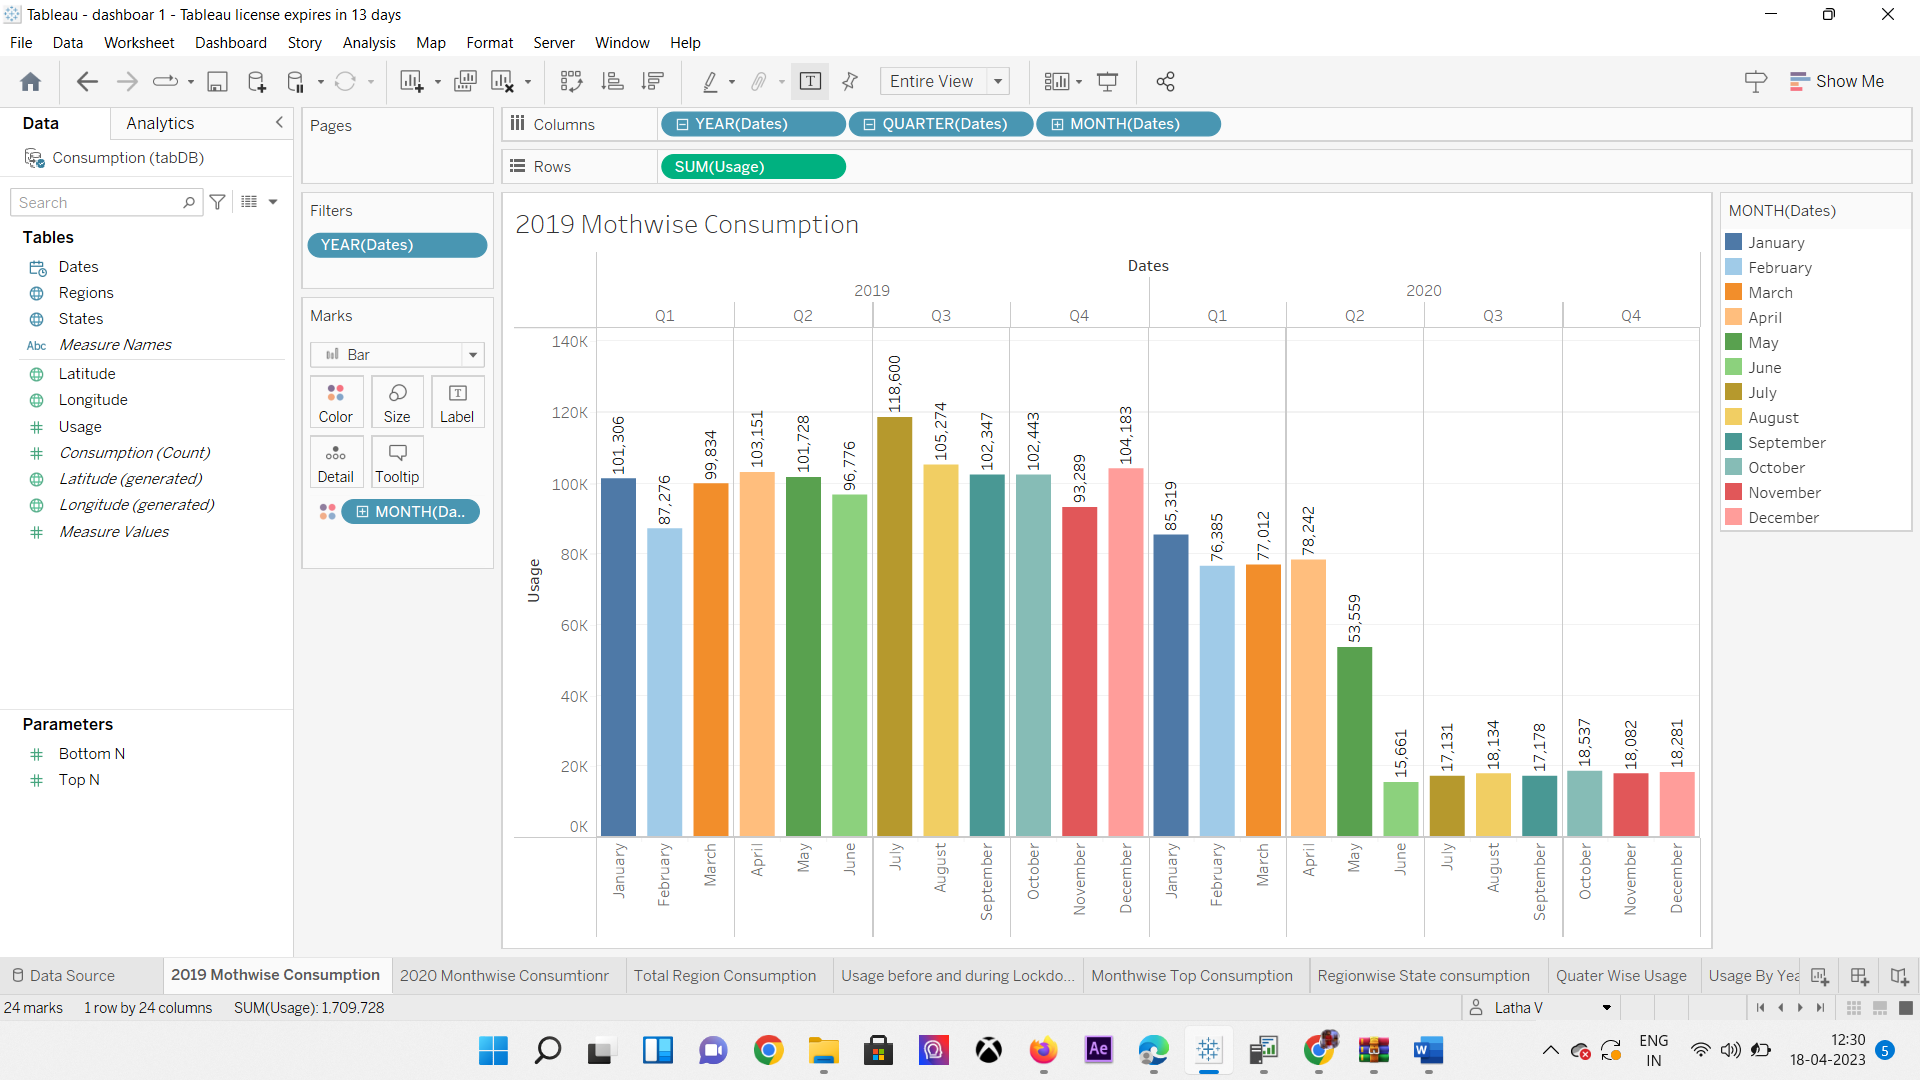 Tableau - dashboar 1 - Tableau license expires in 13 days
File Data Worksheet Dashboard Story Analysis Map Format Server Window Help
Entire View
Show Me
Data Analytics
Consumption (tabDB)
Search
Tables
Dates
Regions
States
Abc Measure Names
Latitude
Longitude
Usage
Consumption (Count)
Latitude (generated)
Longitude (generated)
Measure Values
Parameters
Bottom N
Top N
Pages
Filters
YEAR(Dates)
Marks
Bar
Color Size Label
Detail Tooltip
MONTH(Da..
Columns YEAR(Dates) QUARTER(Dates) MONTH(Dates)
Rows SUM(Usage)
2019 Mothwise Consumption
Dates
2019 2020
Q1 Q2 Q3 Q4 Q1 Q2 Q3 Q4
Usage
140K
120K
100K
80K
60K
40K
20K
0K
101,306 87,276 99,834 103,151 101,728 96,776 118,600 105,274 102,347 102,443 93,289 104,183 85,319 76,385 77,012 78,242 53,559 15,661 17,131 18,134 17,178 18,537 18,082 18,281
January February March April May June July August September October November December January February March April May June July August September October November December
MONTH(Dates)
January
February
March
April
May
June
July
August
September
October
November
December
Data Source 2019 Mothwise Consumption 2020 Monthwise Consumtionr Total Region Consumption Usage before and during Lockdo... Monthwise Top Consumption Regionwise State consumption Quater Wise Usage Usage By Yea
24 marks 1 row by 24 columns SUM(Usage): 1,709,728 Latha V
Ae
ENG
IN
12:30
18-04-2023
5